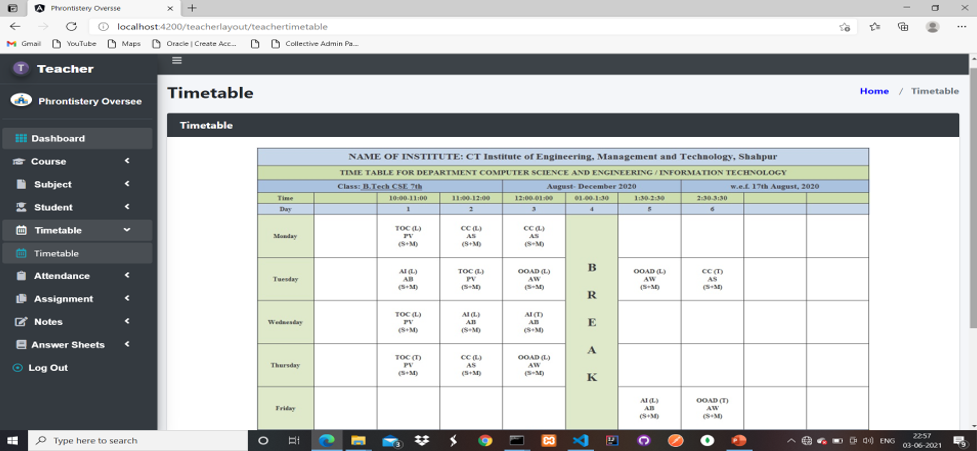 Phrontistery Oversse
localhost:4200/teacherlayout/teachertimetable
Gmail YouTube Maps Oracle | Create Acc... Collective Admin Pa...
T Teacher
Phrontistery Oversee
Dashboard
Course
Subject
Student
Timetable
Timetable
Attendance
Assignment
Notes
Answer Sheets
Log Out
Timetable
Home / Timetable
Timetable
NAME OF INSTITUTE: CT Institute of Engineering, Management and Technology, Shahpur
TIME TABLE FOR DEPARTMENT COMPUTER SCIENCE AND ENGINEERING / INFORMATION TECHNOLOGY
Class: B.Tech CSE 7th August- December 2020 w.e.f. 17th August, 2020
Time 10:00-11:00 11:00-12:00 12:00-01:00 01:00-1:30 1:30-2:30 2:30-3:30
Day 1 2 3 4 5 6
Monday
TOC (L) CC (L) CC (L)
PV AS AS
(S+M) (S+M) (S+M)
Tuesday
AI (L) TOC (L) OOAD (L) OOAD (L) CC (T)
AB PV AW AW AS
(S+M) (S+M) (S+M) (S+M) (S+M)
Wednesday
TOC (L) AI (L) AI (T)
PV AB AB
(S+M) (S+M) (S+M)
Thursday
TOC (T) CC (L) OOAD (L)
PV AS AW
(S+M) (S+M) (S+M)
Friday
AI (L) OOAD (T)
AB AW
(S+M) (S+M)
B
R
E
A
K
Type here to search
3
ENG
22:57
03-06-2021
9